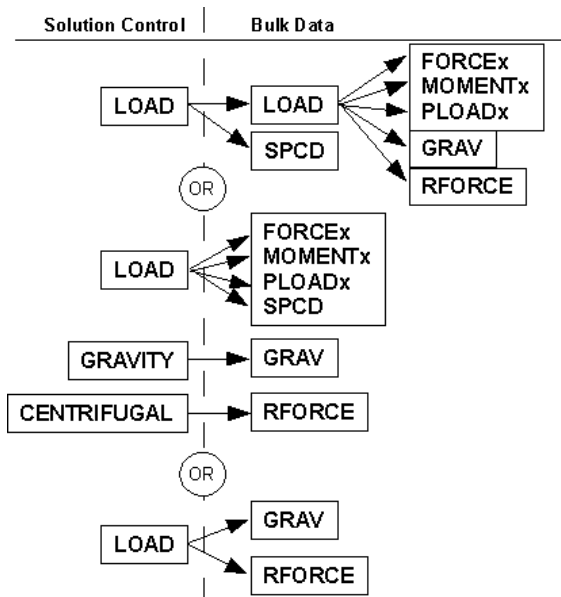 Solution Control
Bulk Data
FORCEx
MOMENTx
PLOADx
LOAD
LOAD
SPCD
GRAV
RFORCE
OR
LOAD
FORCEx
MOMENTx
PLOADx
SPCD
GRAVITY
GRAV
CENTRIFUGAL
RFORCE
OR
LOAD
GRAV
RFORCE